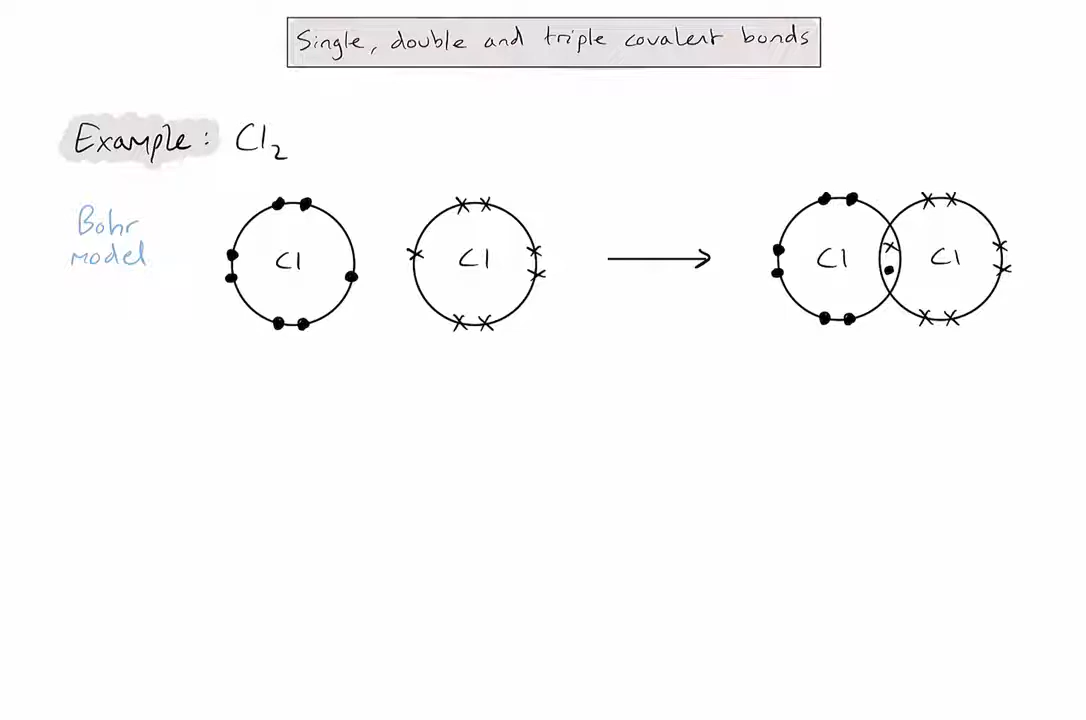 Single, double and triple covalent bonds
Example: Cl₂
Bohr
model
Cl Cl Cl Cl